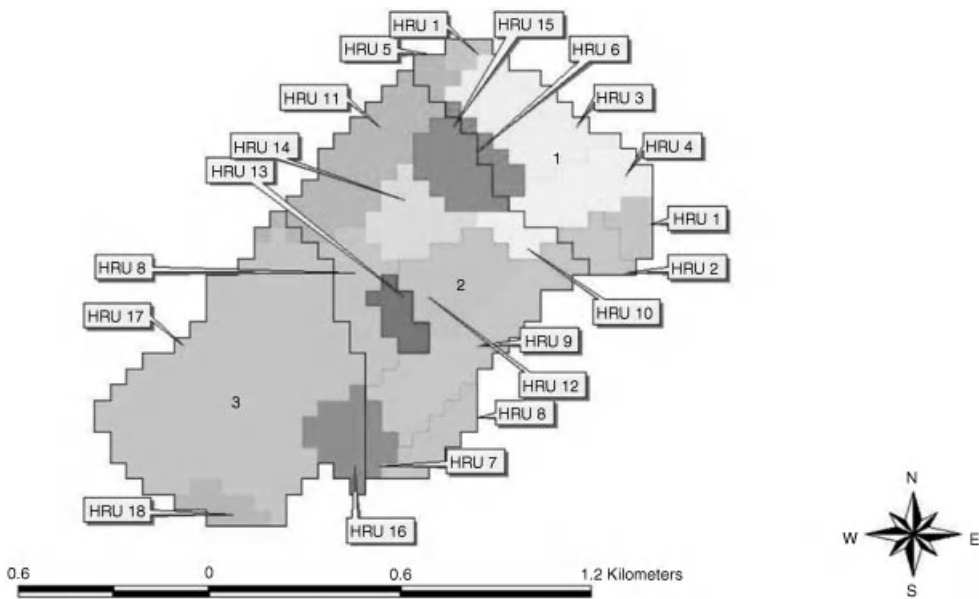 HRU 1
HRU 15
HRU 5
HRU 6
HRU 11
HRU 3
HRU 14
HRU 4
1
HRU 13
HRU 1
HRU 8
HRU 2
2
HRU 10
HRU 17
HRU 9
HRU 12
3
HRU 8
HRU 7
HRU 18
HRU 16
N
W E
S
0.6 0 0.6 1.2 Kilometers